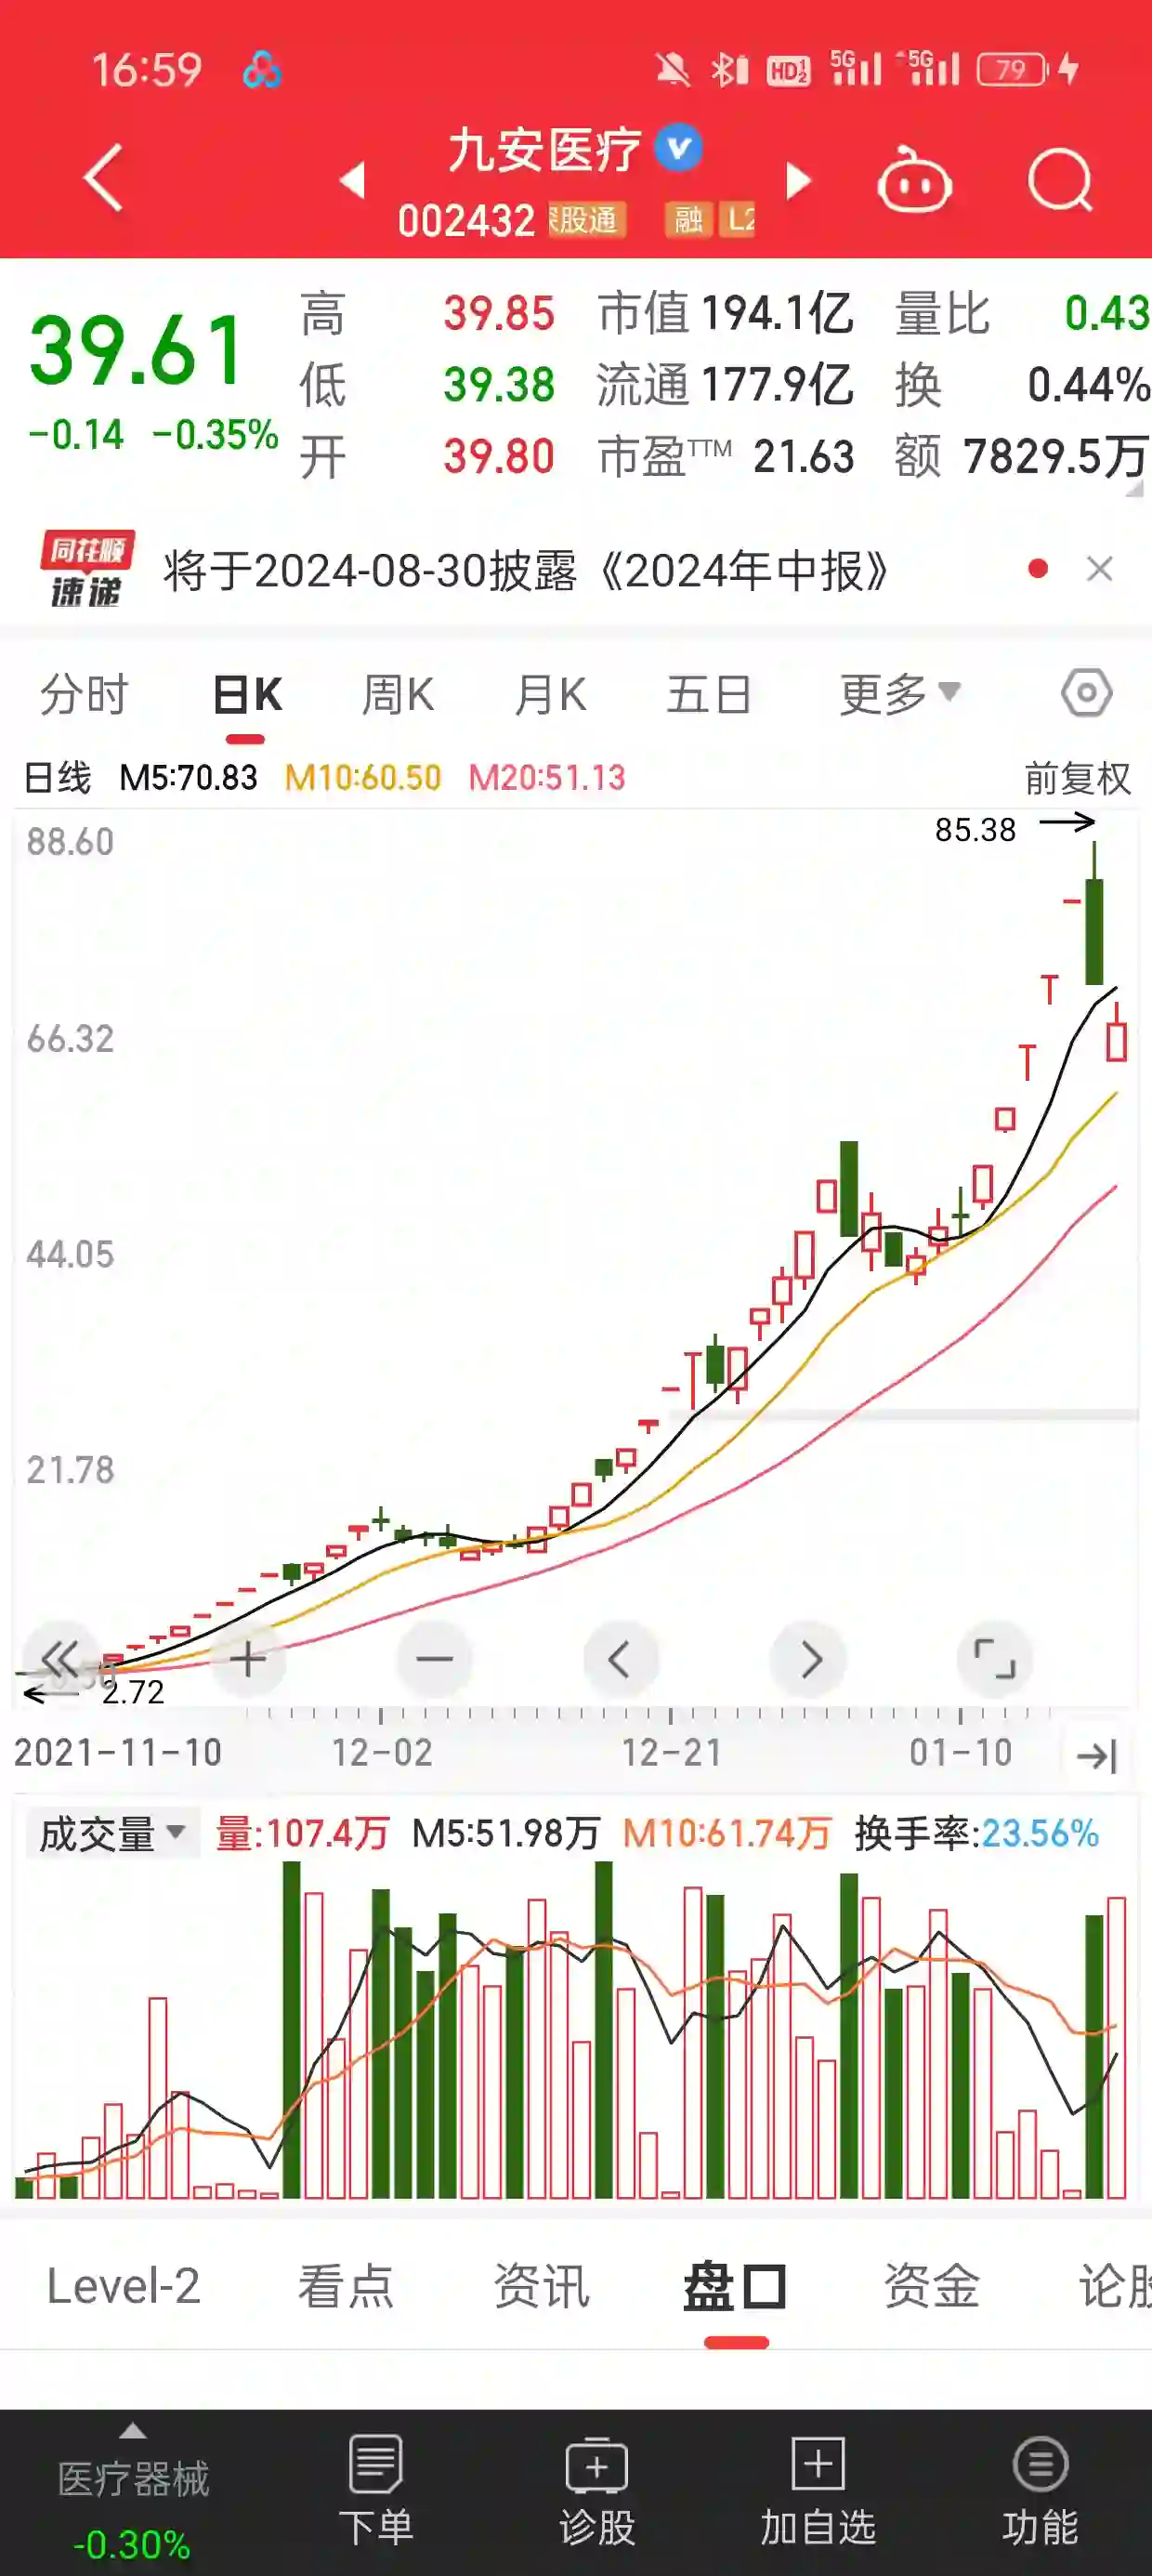 16:59 HD 1 2 5G 5G 79
九安医疗
002432 股通 融 L2
39.61
-0.14 -0.35%
高 39.85 市值 194.1亿 量比 0.43
低 39.38 流通 177.9亿 换 0.44%
开 39.80 市盈TTM 21.63 额 7829.5万
同花顺
速递
将于2024-08-30披露《2024年中报》
分时 日K 周K 月K 五日 更多
日线 M5:70.83 M10:60.50 M20:51.13 前复权
85.38
88.60
66.32
44.05
21.78
2.72
2021-11-10 12-02 12-21 01-10
成交量 量:107.4万 M5:51.98万 M10:61.74万 换手率:23.56%
Level-2 看点 资讯 盘口 资金 论股
医疗器械
-0.30%
下单 诊股 加自选 功能